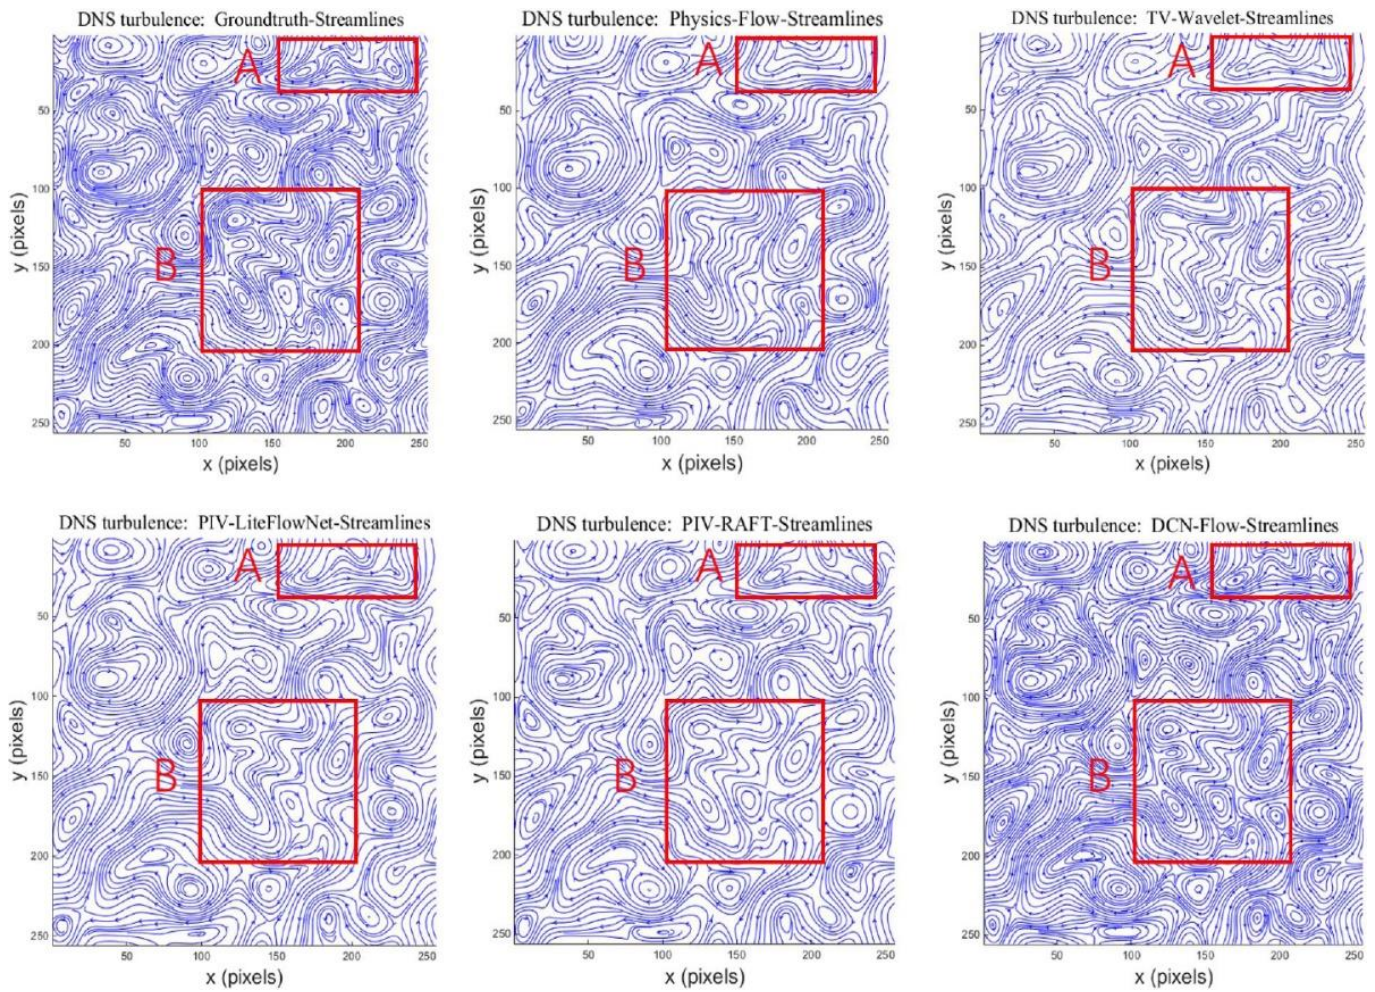 DNS turbulence: Groundtruth-Streamlines
A
B
50
100
150
200
250
y (pixels)
50
100
150
200
250
x (pixels)
DNS turbulence: Physics-Flow-Streamlines
A
B
50
100
150
200
250
y (pixels)
50
100
150
200
250
x (pixels)
DNS turbulence: TV-Wavelet-Streamlines
A
B
50
100
150
200
250
y (pixels)
50
100
150
200
250
x (pixels)
DNS turbulence: PIV-LiteFlowNet-Streamlines
A
B
50
100
150
200
250
y (pixels)
50
100
150
200
250
x (pixels)
DNS turbulence: PIV-RAFT-Streamlines
A
B
50
100
150
200
250
y (pixels)
50
100
150
200
250
x (pixels)
DNS turbulence: DCN-Flow-Streamlines
A
B
50
100
150
200
250
y (pixels)
50
100
150
200
250
x (pixels)